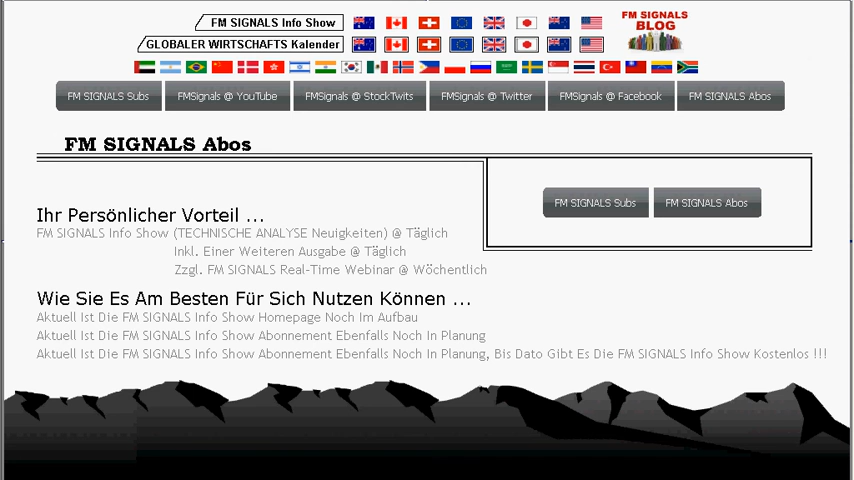 FM SIGNALS Info Show
FM SIGNALS
BLOG
GLOBALER WIRTSCHAFTS Kalender
FM SIGNALS Subs
FMSignals @ YouTube
FMSignals @ StockTwits
FMSignals @ Twitter
FMSignals @ Facebook
FM SIGNALS Abos
FM SIGNALS Abos
FM SIGNALS Subs
FM SIGNALS Abos
Ihr Persönlicher Vorteil ...
FM SIGNALS Info Show (TECHNISCHE ANALYSE Neuigkeiten) @ Täglich
Inkl. Einer Weiteren Ausgabe @ Täglich
Zzgl. FM SIGNALS Real-Time Webinar @ Wöchentlich
Wie Sie Es Am Besten Für Sich Nutzen Können ...
Aktuell Ist Die FM SIGNALS Info Show Homepage Noch Im Aufbau
Aktuell Ist Die FM SIGNALS Info Show Abonnement Ebenfalls Noch In Planung
Aktuell Ist Die FM SIGNALS Info Show Abonnement Ebenfalls Noch In Planung, Bis Dato Gibt Es Die FM SIGNALS Info Show Kostenlos !!!